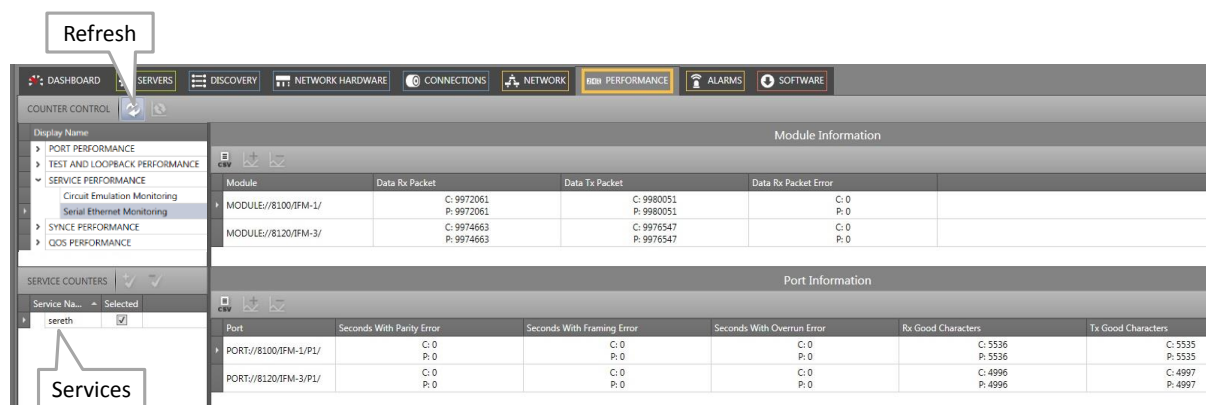 Refresh
DASHBOARD SERVERS DISCOVERY NETWORK HARDWARE CONNECTIONS NETWORK PERFORMANCE ALARMS SOFTWARE
COUNTER CONTROL
Display Name
PORT PERFORMANCE
TEST AND LOOPBACK PERFORMANCE
SERVICE PERFORMANCE
Circuit Emulation Monitoring
Serial Ethernet Monitoring
SYNCE PERFORMANCE
QOS PERFORMANCE
Module Information
CSV
Module Data Rx Packet Data Tx Packet Data Rx Packet Error
MODULE://8100/IFM-1/ C: 9972061 C: 9980051 C: 0
P: 9972061 P: 9980051 P: 0
MODULE://8120/IFM-3/ C: 9974663 C: 9976547 C: 0
P: 9974663 P: 9976547 P: 0
SERVICE COUNTERS
Service Na... Selected
sereth
Services
Port Information
CSV
Port Seconds With Parity Error Seconds With Framing Error Seconds With Overrun Error Rx Good Characters Tx Good Characters
PORT://8100/IFM-1/P1/ C: 0 C: 0 C: 0 C: 5536 C: 5535
P: 0 P: 0 P: 0 P: 5536 P: 5535
PORT://8120/IFM-3/P1/ C: 0 C: 0 C: 0 C: 4996 C: 4997
P: 0 P: 0 P: 0 P: 4996 P: 4997